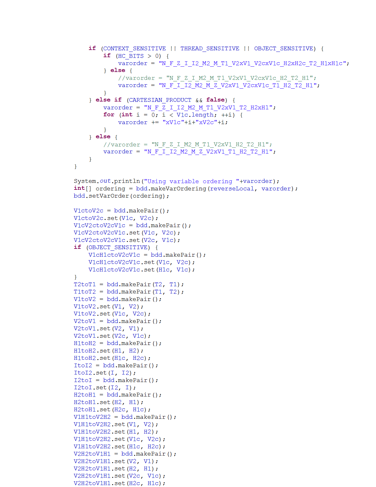 if (CONTEXT_SENSITIVE || THREAD_SENSITIVE || OBJECT_SENSITIVE) {
if (HC_BITS > 0) {
varorder = "N_F_Z_I_I2_M2_M_T1_V2xV1_V2cxV1c_H2xH2c_T2_H1xH1c";
} else {
//varorder = "N_F_Z_I_M2_M_T1_V2xV1_V2cxV1c_H2_T2_H1";
varorder = "N_F_I_I2_M2_M_Z_V2xV1_V2cxV1c_T1_H2_T2_H1";
}
} else if (CARTESIAN_PRODUCT && false) {
varorder = "N_F_Z_I_I2_M2_M_T1_V2xV1_T2_H2xH1";
for (int i = 0; i < V1c.length; ++i) {
varorder += "xV1c"+i+"xV2c"+i;
}
} else {
//varorder = "N_F_Z_I_M2_M_T1_V2xV1_H2_T2_H1";
varorder = "N_F_I_I2_M2_M_Z_V2xV1_T1_H2_T2_H1";
}
}
System.out.println("Using variable ordering "+varorder);
int[] ordering = bdd.makeVarOrdering(reverseLocal, varorder);
bdd.setVarOrder(ordering);
V1ctoV2c = bdd.makePair();
V1ctoV2c.set(V1c, V2c);
V1cV2ctoV2cV1c = bdd.makePair();
V1cV2ctoV2cV1c.set(V1c, V2c);
V1cV2ctoV2cV1c.set(V2c, V1c);
if (OBJECT_SENSITIVE) {
V1cH1ctoV2cV1c = bdd.makePair();
V1cH1ctoV2cV1c.set(V1c, V2c);
V1cH1ctoV2cV1c.set(H1c, V1c);
}
T2toT1 = bdd.makePair(T2, T1);
T1toT2 = bdd.makePair(T1, T2);
V1toV2 = bdd.makePair();
V1toV2.set(V1, V2);
V1toV2.set(V1c, V2c);
V2toV1 = bdd.makePair();
V2toV1.set(V2, V1);
V2toV1.set(V2c, V1c);
H1toH2 = bdd.makePair();
H1toH2.set(H1, H2);
H1toH2.set(H1c, H2c);
ItoI2 = bdd.makePair();
ItoI2.set(I, I2);
I2toI = bdd.makePair();
I2toI.set(I2, I);
H2toH1 = bdd.makePair();
H2toH1.set(H2, H1);
H2toH1.set(H2c, H1c);
V1H1toV2H2 = bdd.makePair();
V1H1toV2H2.set(V1, V2);
V1H1toV2H2.set(H1, H2);
V1H1toV2H2.set(V1c, V2c);
V1H1toV2H2.set(H1c, H2c);
V2H2toV1H1 = bdd.makePair();
V2H2toV1H1.set(V2, V1);
V2H2toV1H1.set(H2, H1);
V2H2toV1H1.set(V2c, V1c);
V2H2toV1H1.set(H2c, H1c);